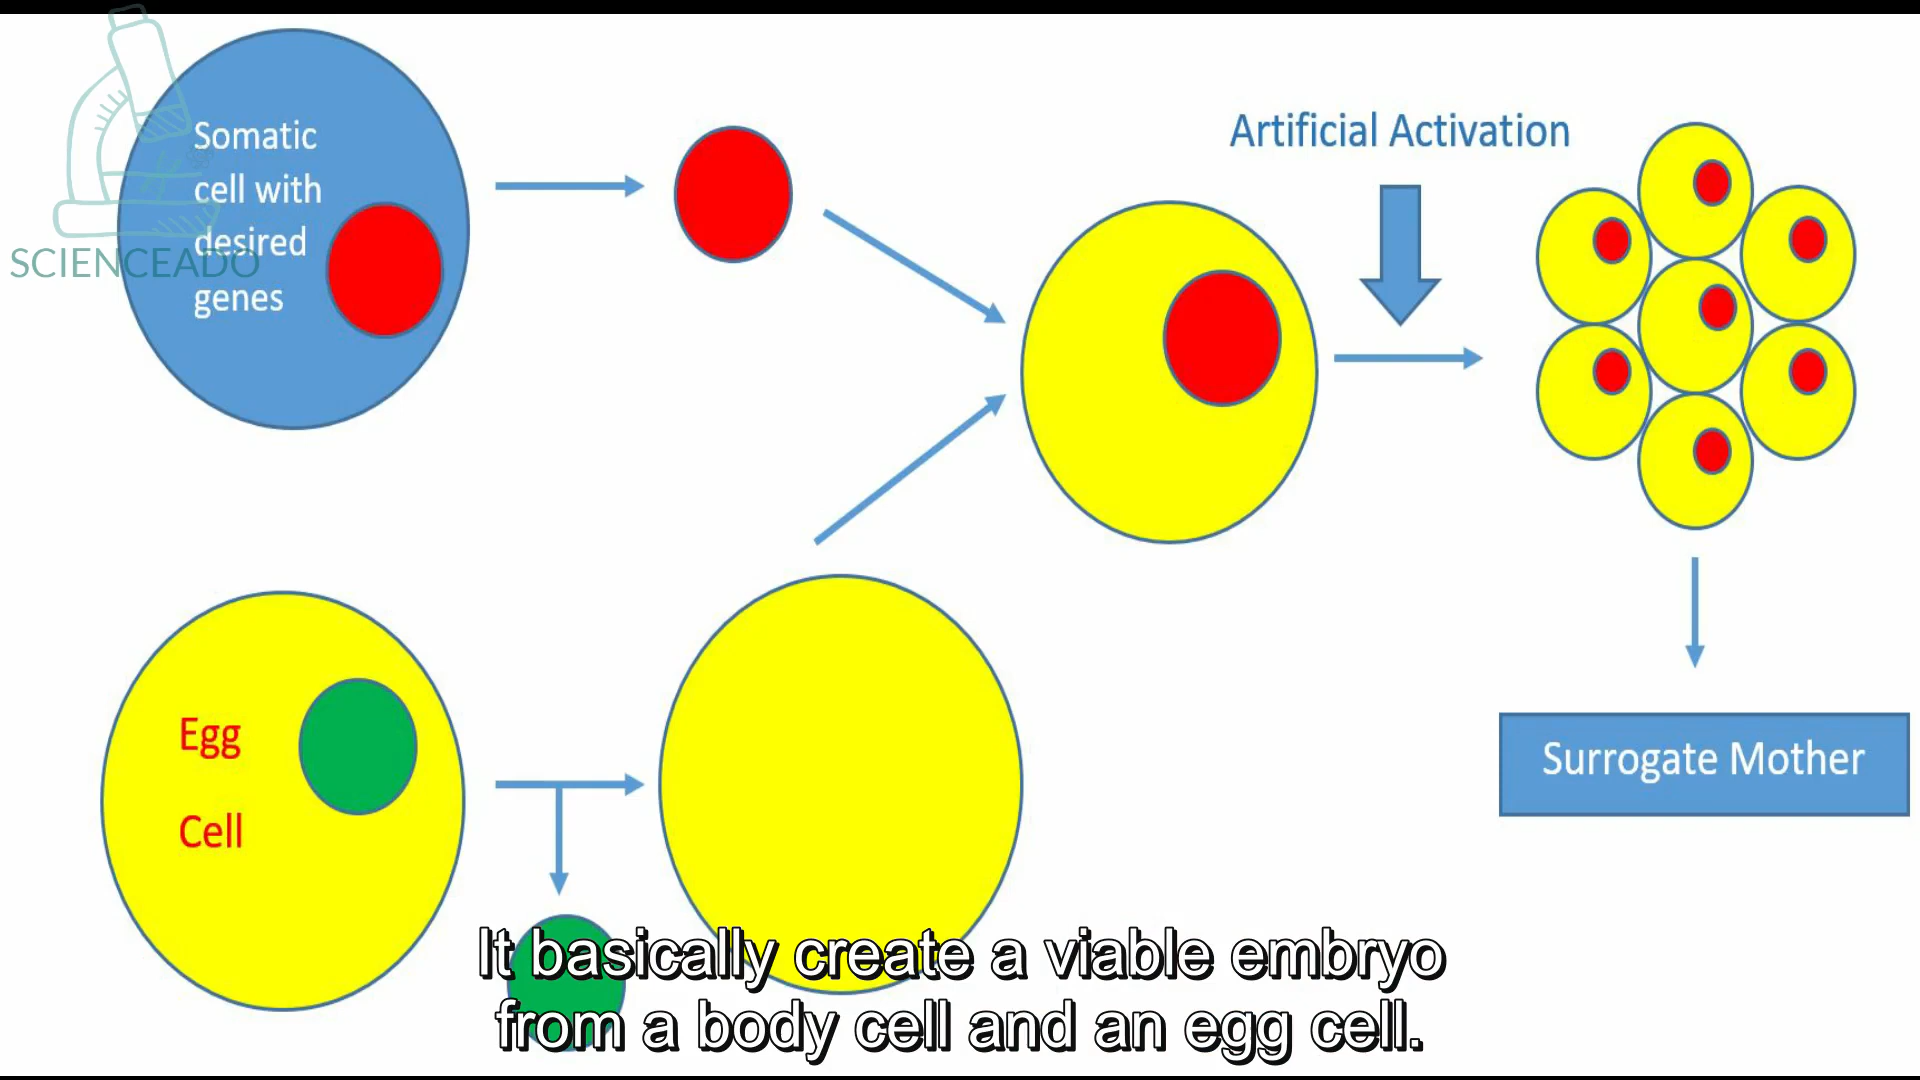 Somatic
cell with
desired
genes
SCIENCEADO
Artificial Activation
Egg
Cell
Surrogate Mother
It basically create a viable embryo
from a body cell and an egg cell.